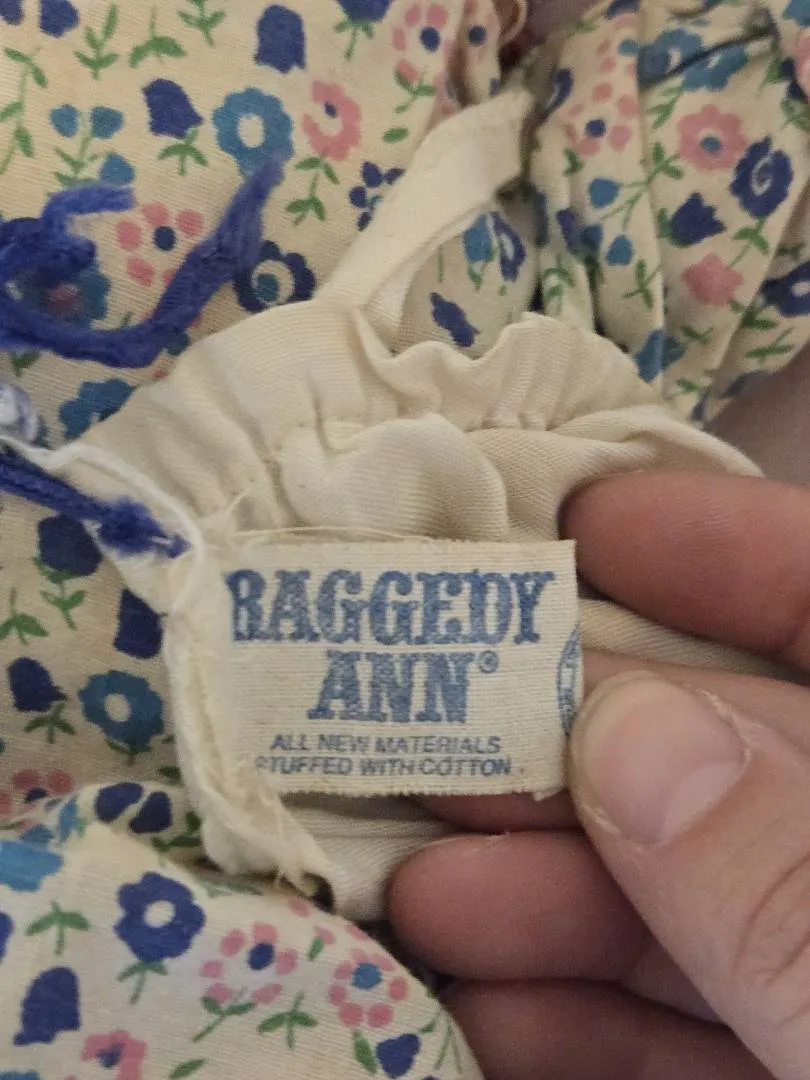 RAGGEDY
ANN®
ALL NEW MATERIALS
STUFFED WITH COTTON